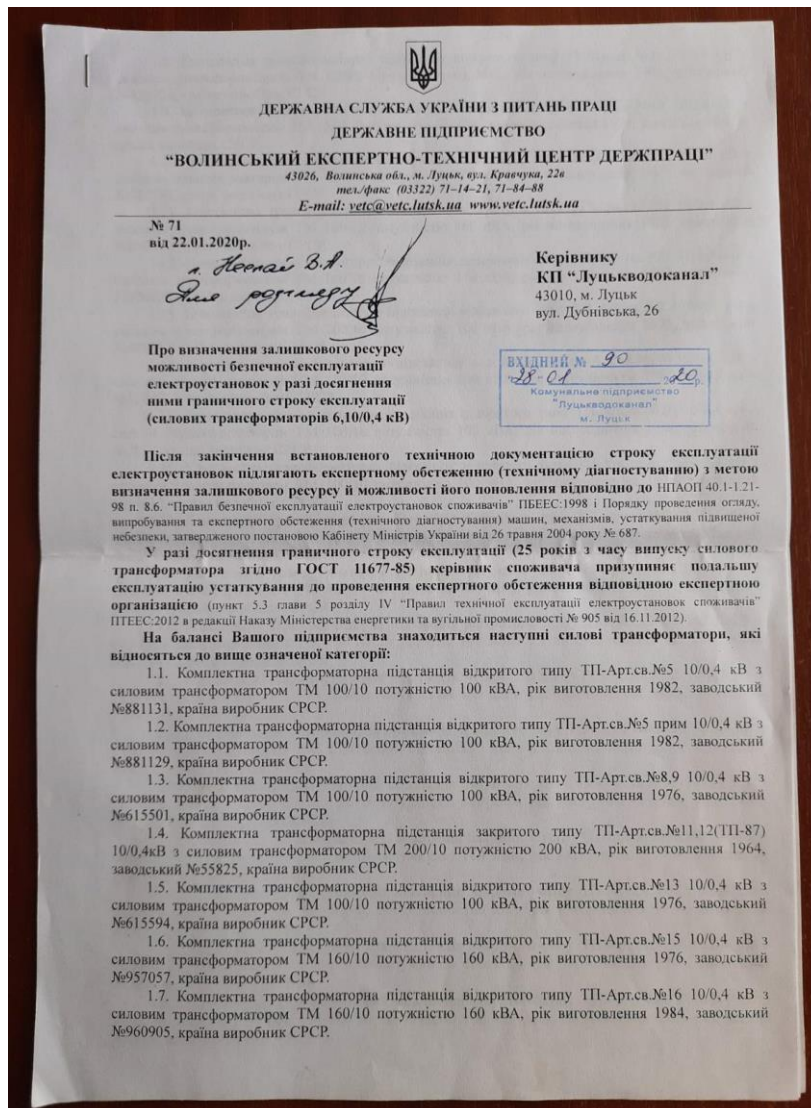 ДЕРЖАВНА СЛУЖБА УКРАЇНИ З ПИТАНЬ ПРАЦІ
ДЕРЖАВНЕ ПІДПРИЄМСТВО
“ВОЛИНСЬКИЙ ЕКСПЕРТНО-ТЕХНІЧНИЙ ЦЕНТР ДЕРЖПРАЦІ”
43026, Волинська обл., м. Луцьк, вул. Кравчука, 22в
тел./факс (03322) 71–14–21, 71–84–88
E-mail: vetc@vetc.lutsk.ua www.vetc.lutsk.ua
№ 71
від 22.01.2020р.
В.А.
Для розгляду
Керівнику
КП “Луцькводоканал”
43010, м. Луцьк
вул. Дубнівська, 26
Про визначення залишкового ресурсу
можливості безпечної експлуатації
електроустановок у разі досягнення
ними граничного строку експлуатації
(силових трансформаторів 6,10/0,4 кВ)
ВХІДНИЙ № 90
"28-01 2020р.
Комунальне підприємство
"Луцькводоканал"
м. Луцьк
Після закінчення встановленого технічною документацією строку експлуатації
електроустановок підлягають експертному обстеженню (технічному діагностуванню) з метою
визначення залишкового ресурсу й можливості його поновлення відповідно до НПАОП 40.1-1.21-
98 п. 8.6. “Правил безпечної експлуатації електроустановок споживачів” ПБЕЕС:1998 і Порядку проведення огляду,
випробування та експертного обстеження (технічного діагностування) машин, механізмів, устаткування підвищеної
небезпеки, затвердженого постановою Кабінету Міністрів України від 26 травня 2004 року № 687.
У разі досягнення граничного строку експлуатації (25 років з часу випуску силового
трансформатора згідно ГОСТ 11677-85) керівник споживача призупиняє подальшу
експлуатацію устаткування до проведення експертного обстеження відповідною експертною
організацією (пункт 5.3 глави 5 розділу IV “Правил технічної експлуатації електроустановок споживачів”
ПТЕЕС:2012 в редакції Наказу Міністерства енергетики та вугільної промисловості № 905 від 16.11.2012).
На балансі Вашого підприємства знаходиться наступні силові трансформатори, які
відносяться до вище означеної категорії:
1.1. Комплектна трансформаторна підстанція відкритого типу ТП-Арт.св.№5 10/0,4 кВ з
силовим трансформатором ТМ 100/10 потужністю 100 кВА, рік виготовлення 1982, заводський
№881131, країна виробник СРСР.
1.2. Комплектна трансформаторна підстанція відкритого типу ТП-Арт.св.№5 прим 10/0,4 кВ з
силовим трансформатором ТМ 100/10 потужністю 100 кВА, рік виготовлення 1982, заводський
№881129, країна виробник СРСР.
1.3. Комплектна трансформаторна підстанція відкритого типу ТП-Арт.св.№8,9 10/0,4 кВ з
силовим трансформатором ТМ 100/10 потужністю 100 кВА, рік виготовлення 1976, заводський
№615501, країна виробник СРСР.
1.4. Комплектна трансформаторна підстанція закритого типу ТП-Арт.св.№11,12(ТП-87)
10/0,4кВ з силовим трансформатором ТМ 200/10 потужністю 200 кВА, рік виготовлення 1964,
заводський №55825, країна виробник СРСР.
1.5. Комплектна трансформаторна підстанція відкритого типу ТП-Арт.св.№13 10/0,4 кВ з
силовим трансформатором ТМ 100/10 потужністю 100 кВА, рік виготовлення 1976, заводський
№615594, країна виробник СРСР.
1.6. Комплектна трансформаторна підстанція відкритого типу ТП-Арт.св.№15 10/0,4 кВ з
силовим трансформатором ТМ 160/10 потужністю 160 кВА, рік виготовлення 1976, заводський
№957057, країна виробник СРСР.
1.7. Комплектна трансформаторна підстанція відкритого типу ТП-Арт.св.№16 10/0,4 кВ з
силовим трансформатором ТМ 160/10 потужністю 160 кВА, рік виготовлення 1984, заводський
№960905, країна виробник СРСР.